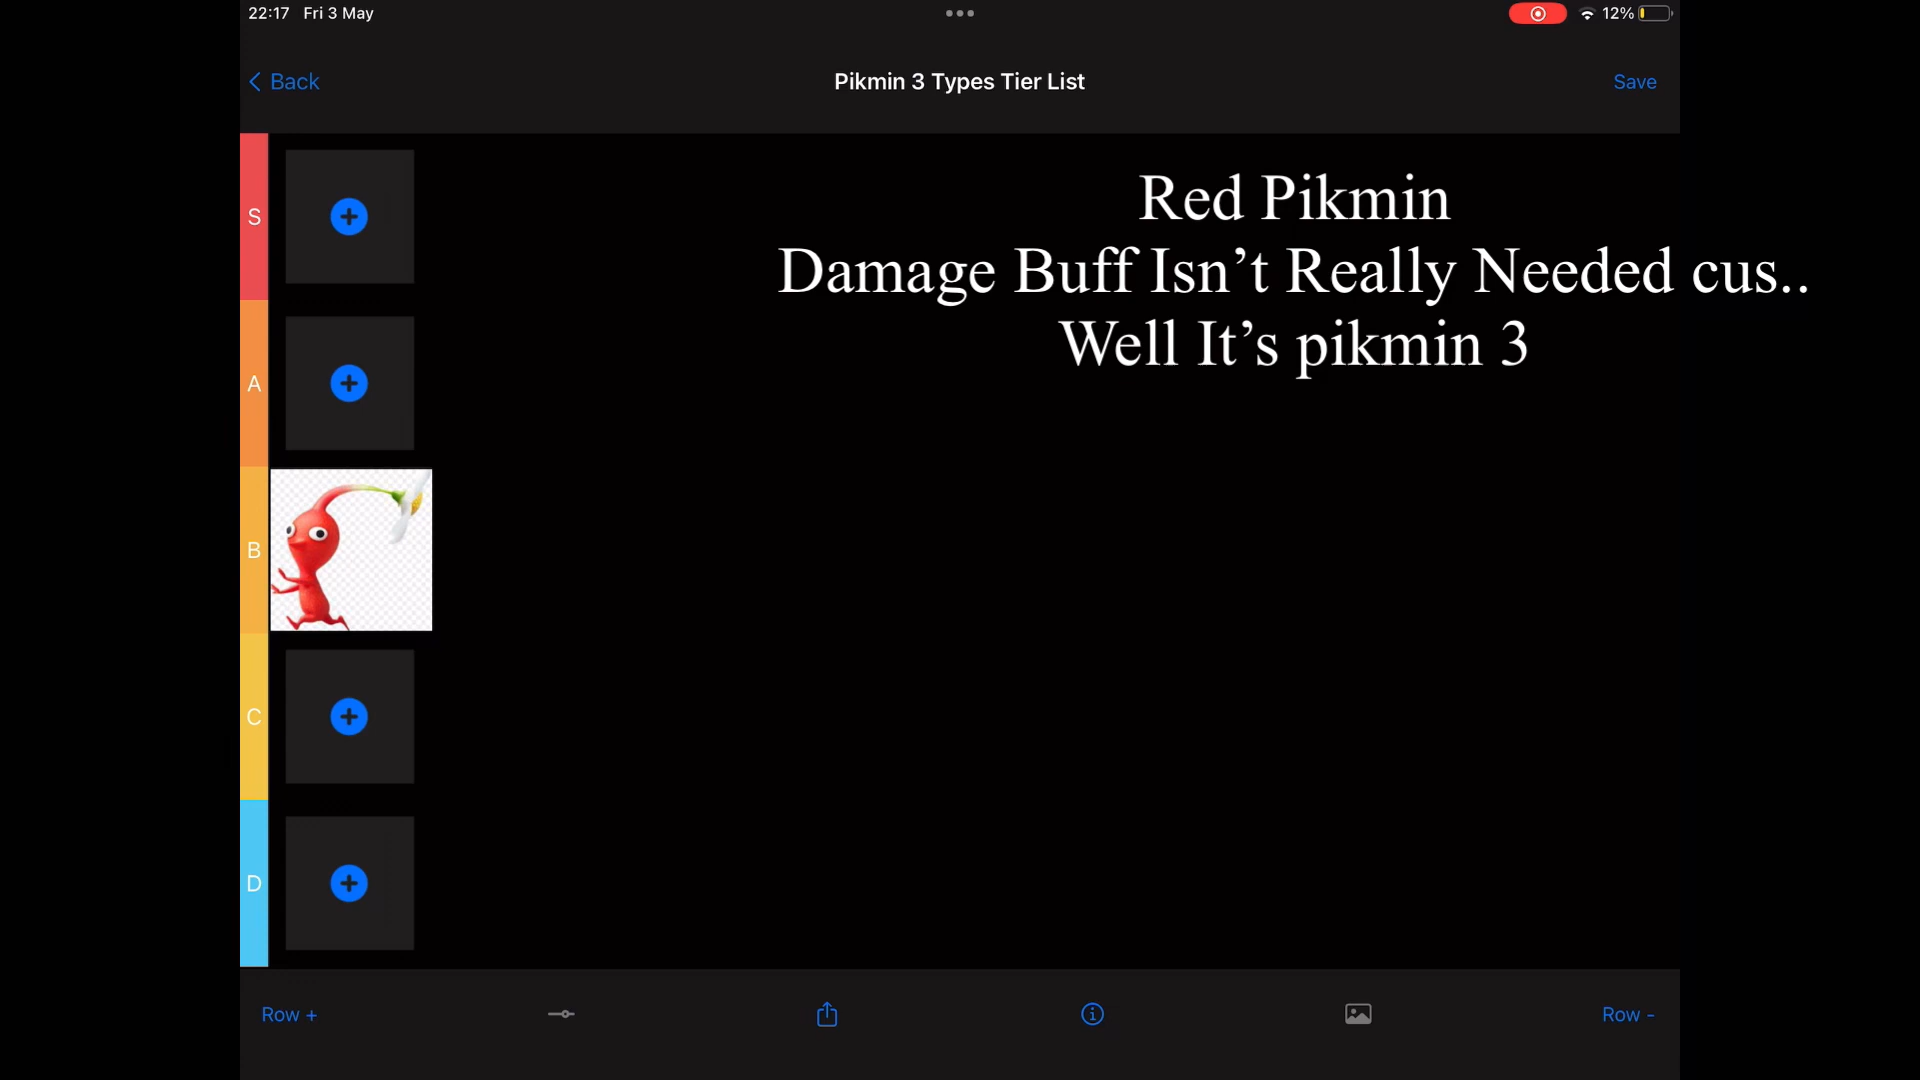 22:17 Fri 3 May
12%
Back
Pikmin 3 Types Tier List
Save
S
Red Pikmin
Damage Buff Isn’t Really Needed cus..
Well It’s pikmin 3
A
B
C
D
Row +
Row -